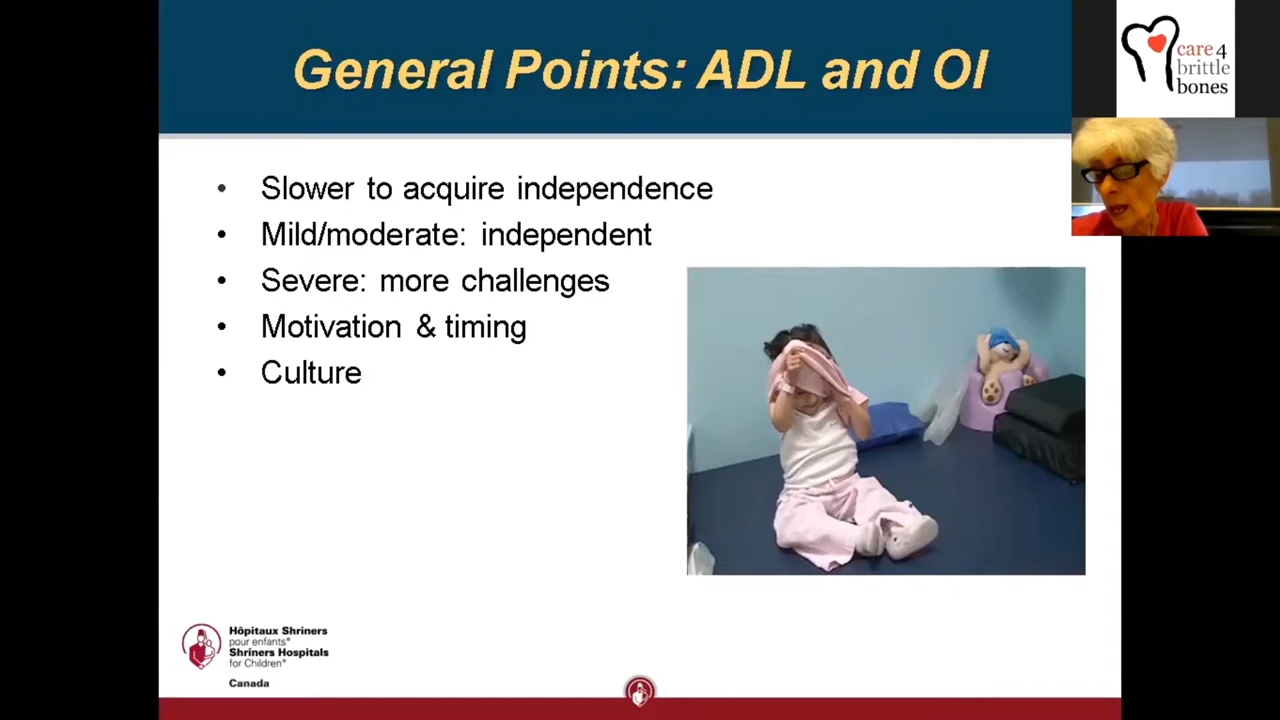 General Points: ADL and OI
care 4
brittle
bones
• Slower to acquire independence
• Mild/moderate: independent
• Severe: more challenges
• Motivation & timing
• Culture
Hôpitaux Shriners
pour enfants®
Shriners Hospitals
for Children®
Canada